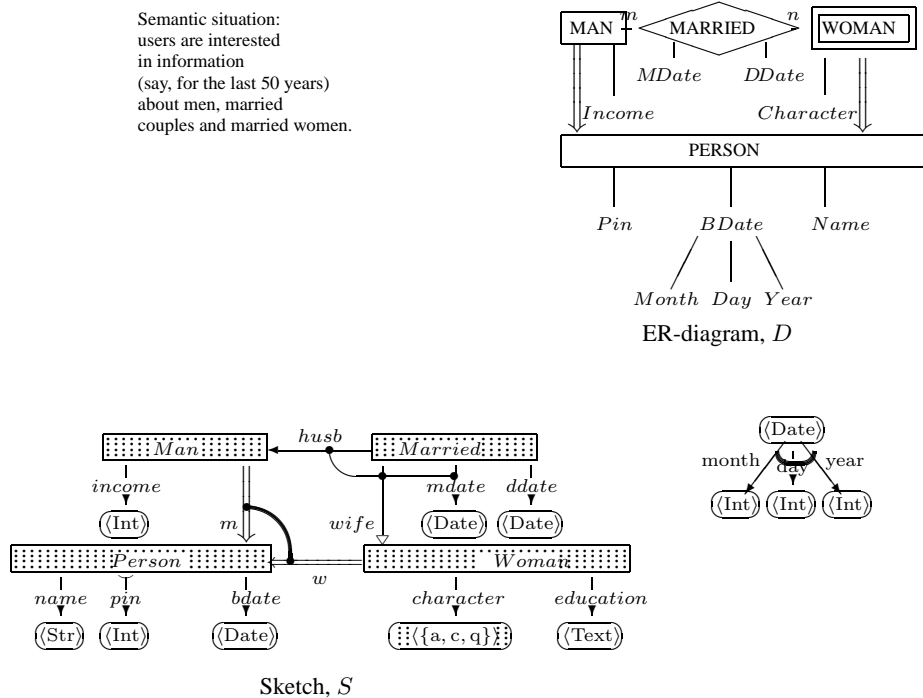 Semantic situation:
users are interested
in information
(say, for the last 50 years)
about men, married
couples and married women.
MAN m MARRIED n WOMAN
MDate DDate
Income Character
PERSON
Pin BDate Name
Month Day Year
ER-diagram, D
Man husb Married
income mdate ddate
⟨Int⟩ m wife ⟨Date⟩ ⟨Date⟩
Person w Woman
name pin bdate character education
⟨Str⟩ ⟨Int⟩ ⟨Date⟩ ⟨{a, c, q}⟩ ⟨Text⟩
Sketch, S
⟨Date⟩
month day year
⟨Int⟩ ⟨Int⟩ ⟨Int⟩